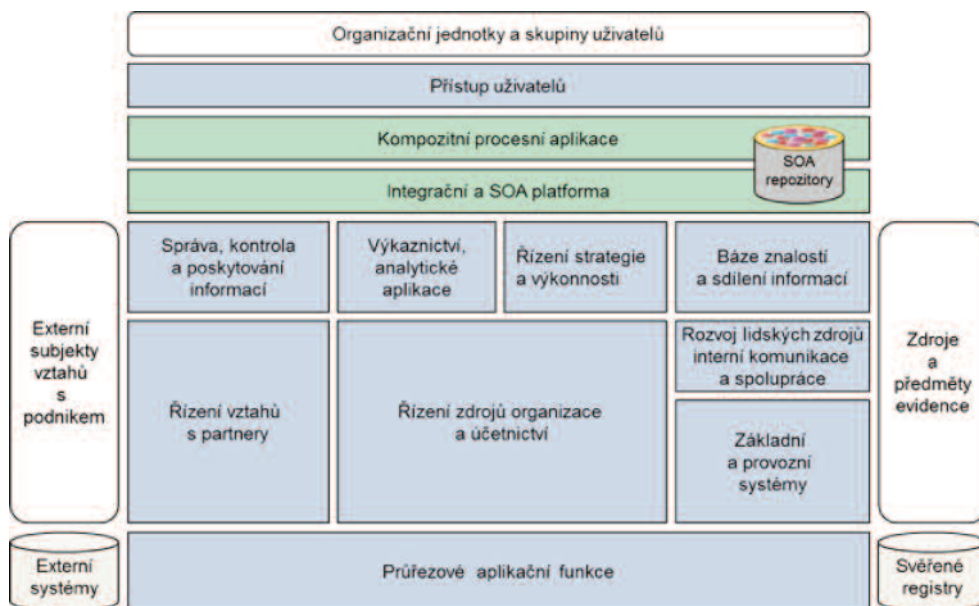 Organizační jednotky a skupiny uživatelů
Přístup uživatelů
Kompozitní procesní aplikace
SOA
repository
Integrační a SOA platforma
Správa, kontrola
a poskytování
informací
Výkaznictví,
analytické
aplikace
Řízení strategie
a výkonnosti
Báze znalostí
a sdílení informací
Externí
subjekty
vztahů
s
podnikem
Řízení vztahů
s partnery
Řízení zdrojů organizace
a účetnictví
Rozvoj lidských zdrojů
interní komunikace
a spolupráce
Základní
a provozní
systémy
Zdroje
a
předměty
evidence
Externí
systémy
Průřezové aplikační funkce
Svěřené
registry